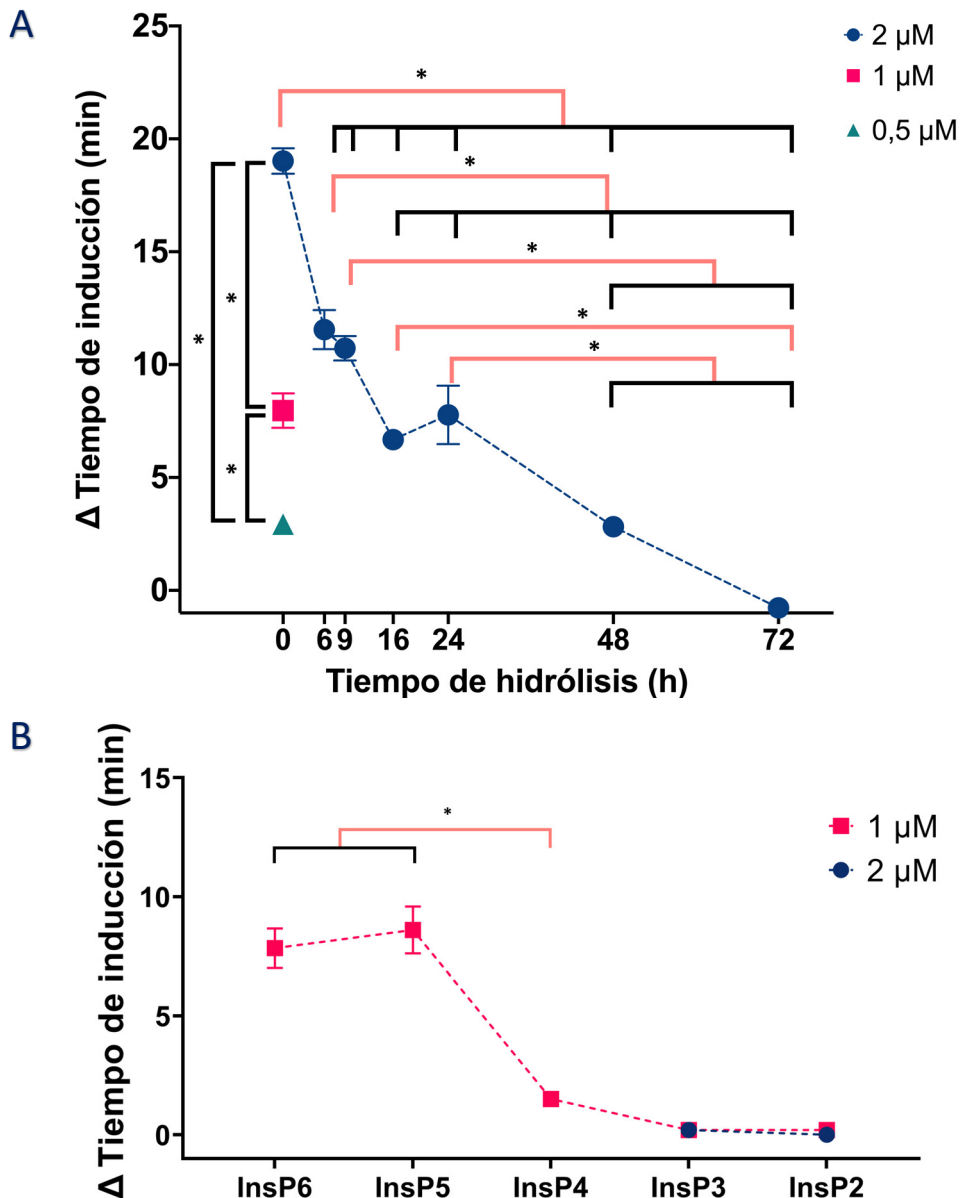 A
Δ Tiempo de inducción (min)
25
20
15
10
5
0
2 µM
1 µM
0,5 µM
*
*
*
*
*
*
*
*
0
6
9
16
24
48
72
Tiempo de hidrólisis (h)
B
Δ Tiempo de inducción (min)
15
10
5
0
*
1 µM
2 µM
InsP6
InsP5
InsP4
InsP3
InsP2